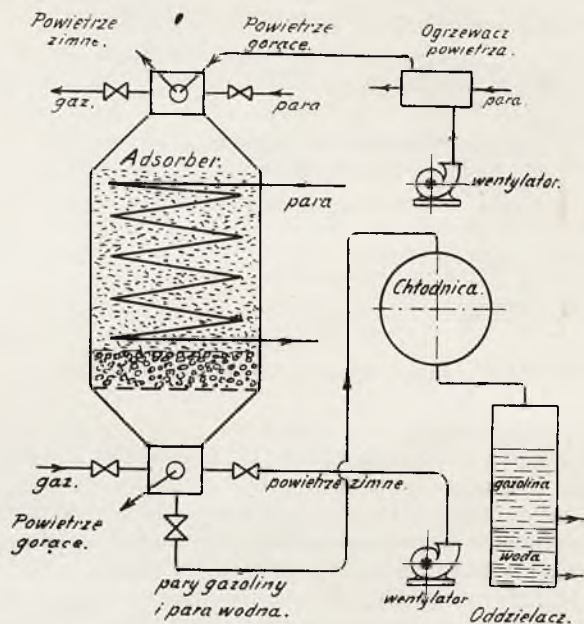 Powietrze
zimne.
Powietrze
gorące.
Ogrzewacz
powietrza.
gaz.
para
para.
Adsorber.
wentylator.
para
Chłodnica.
gaz.
powietrze zimne.
gazolina
Powietrze
gorące.
woda
pary gazoliny
i para wodna.
wentylator
Oddzielacz.